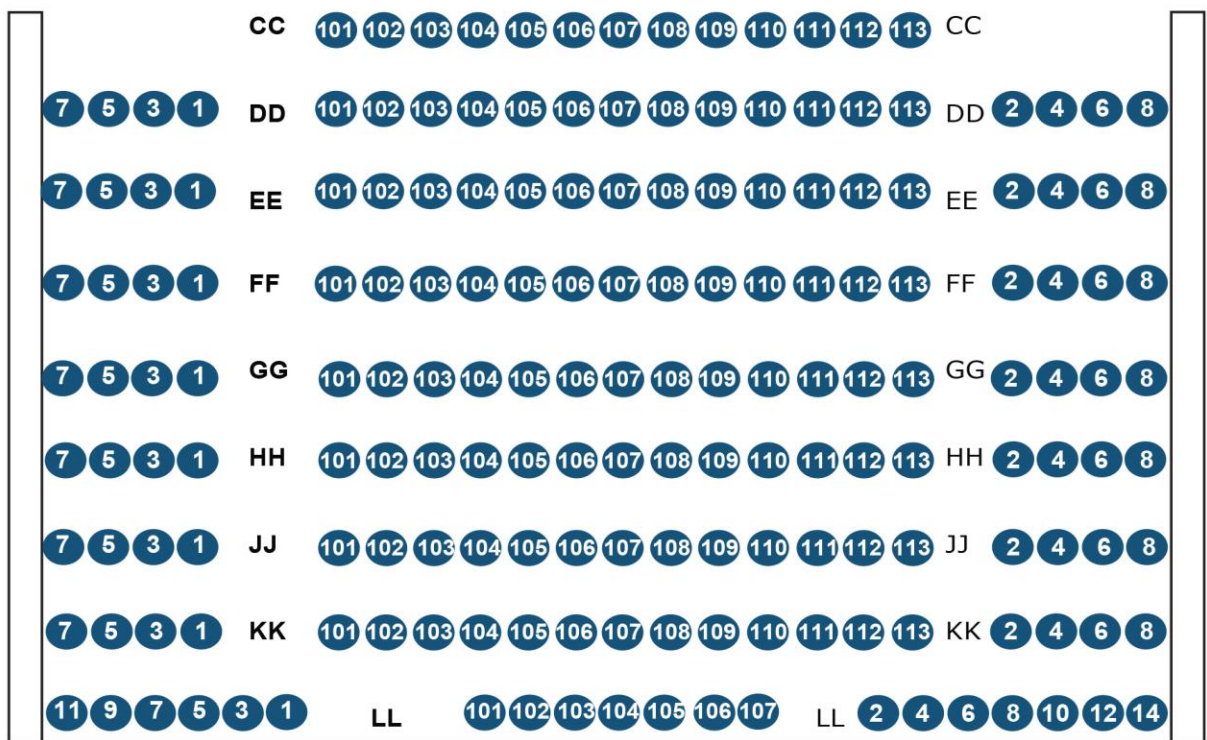 CC 101 102 103 104 105 106 107 108 109 110 111 112 113 CC
7 5 3 1 DD 101 102 103 104 105 106 107 108 109 110 111 112 113 DD 2 4 6 8
7 5 3 1 EE 101 102 103 104 105 106 107 108 109 110 111 112 113 EE 2 4 6 8
7 5 3 1 FF 101 102 103 104 105 106 107 108 109 110 111 112 113 FF 2 4 6 8
7 5 3 1 GG 101 102 103 104 105 106 107 108 109 110 111 112 113 GG 2 4 6 8
7 5 3 1 HH 101 102 103 104 105 106 107 108 109 110 111 112 113 HH 2 4 6 8
7 5 3 1 JJ 101 102 103 104 105 106 107 108 109 110 111 112 113 JJ 2 4 6 8
7 5 3 1 KK 101 102 103 104 105 106 107 108 109 110 111 112 113 KK 2 4 6 8
11 9 7 5 3 1 LL 101 102 103 104 105 106 107 LL 2 4 6 8 10 12 14